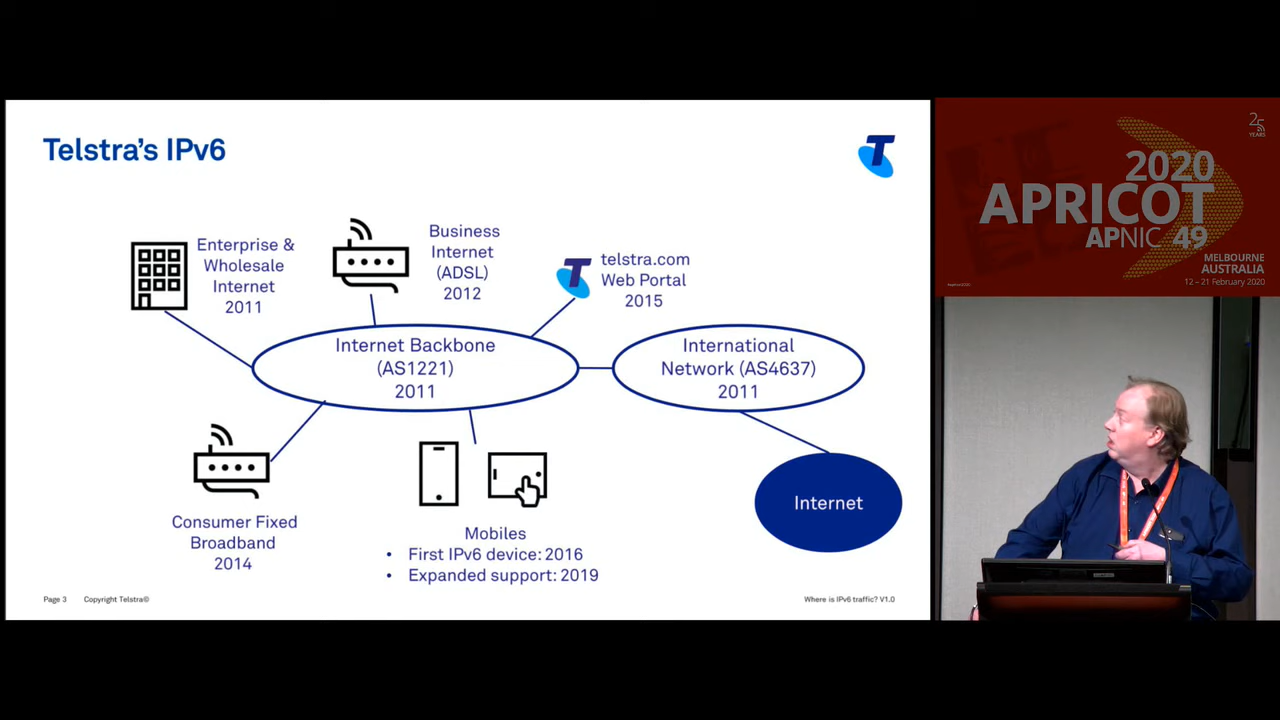 Telstra's IPv6
Enterprise &
Wholesale
Internet
2011
Business
Internet
(ADSL)
2012
telstra.com
Web Portal
2015
Internet Backbone
(AS1221)
2011
International
Network (AS4637)
2011
Consumer Fixed
Broadband
2014
Mobiles
• First IPv6 device: 2016
• Expanded support: 2019
Internet
Page 3 Copyright Telstra©
Where is IPv6 traffic? V1.0
25
YEARS
2020
APRICOT
APNIC 49
MELBOURNE
AUSTRALIA
12 – 21 February 2020